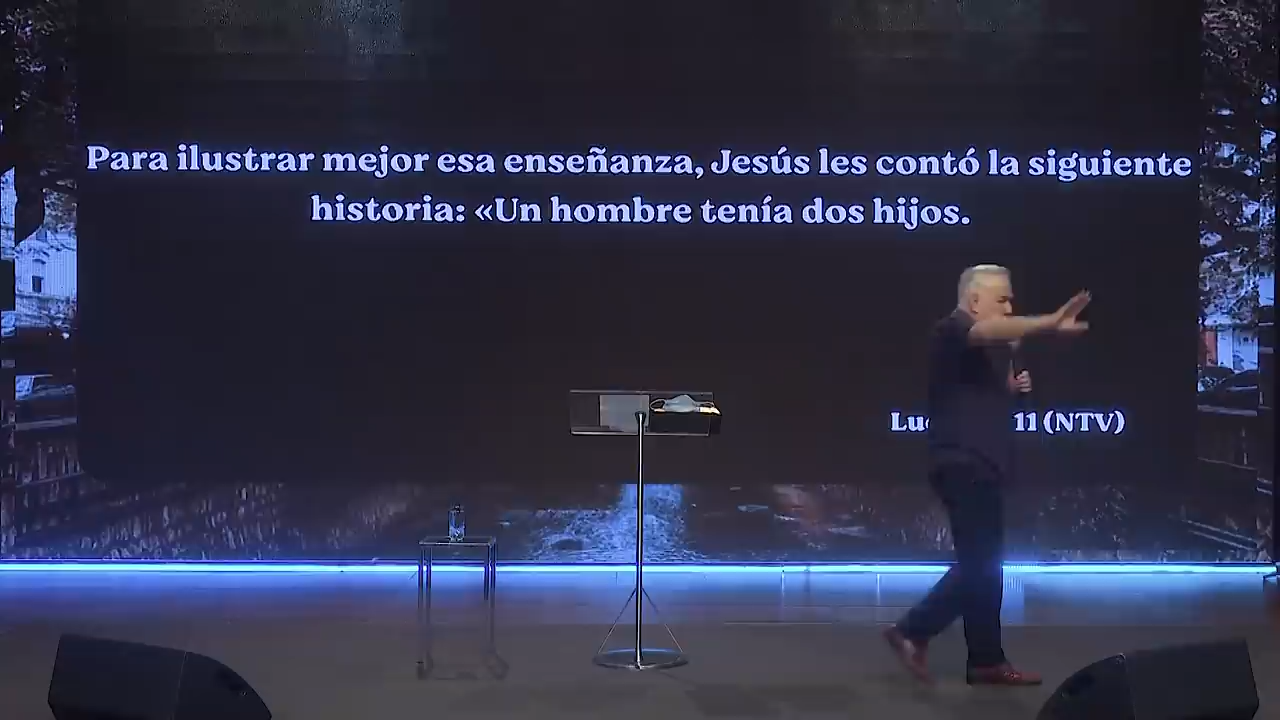 Para ilustrar mejor esa enseñanza, Jesús les contó la siguiente
historia: «Un hombre tenía dos hijos.
11 (NTV)